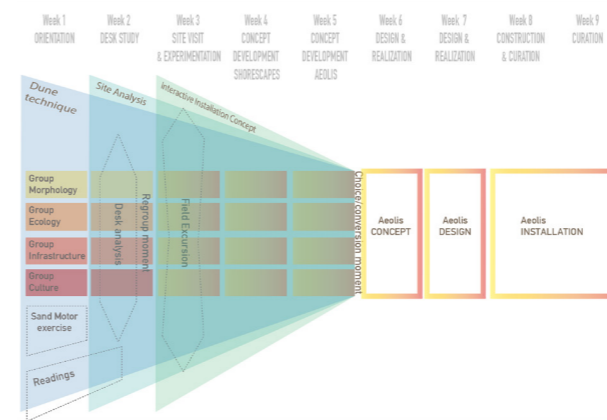 Week 1
ORIENTATION
Week 2
DESK STUDY
Week 3
SITE VISIT
& EXPERIMENTATION
Week 4
CONCEPT
DEVELOPMENT
SHORESCAPES
Week 5
CONCEPT
DEVELOPMENT
AEOLIS
Week 6
DESIGN &
REALIZATION
Week 7
DESIGN &
REALIZATION
Week 8
CONSTRUCTION
& CURATION
Week 9
CURATION
Dune
technique
Site Analysis
Interactive Installation Concept
Group
Morphology
Group
Ecology
Group
Infrastructure
Group
Culture
Desk analysis
Regroup moment
Field Excursion
Choice/conversion moment
Aeolis
CONCEPT
Aeolis
DESIGN
Aeolis
INSTALLATION
Sand Motor
exercise
Readings